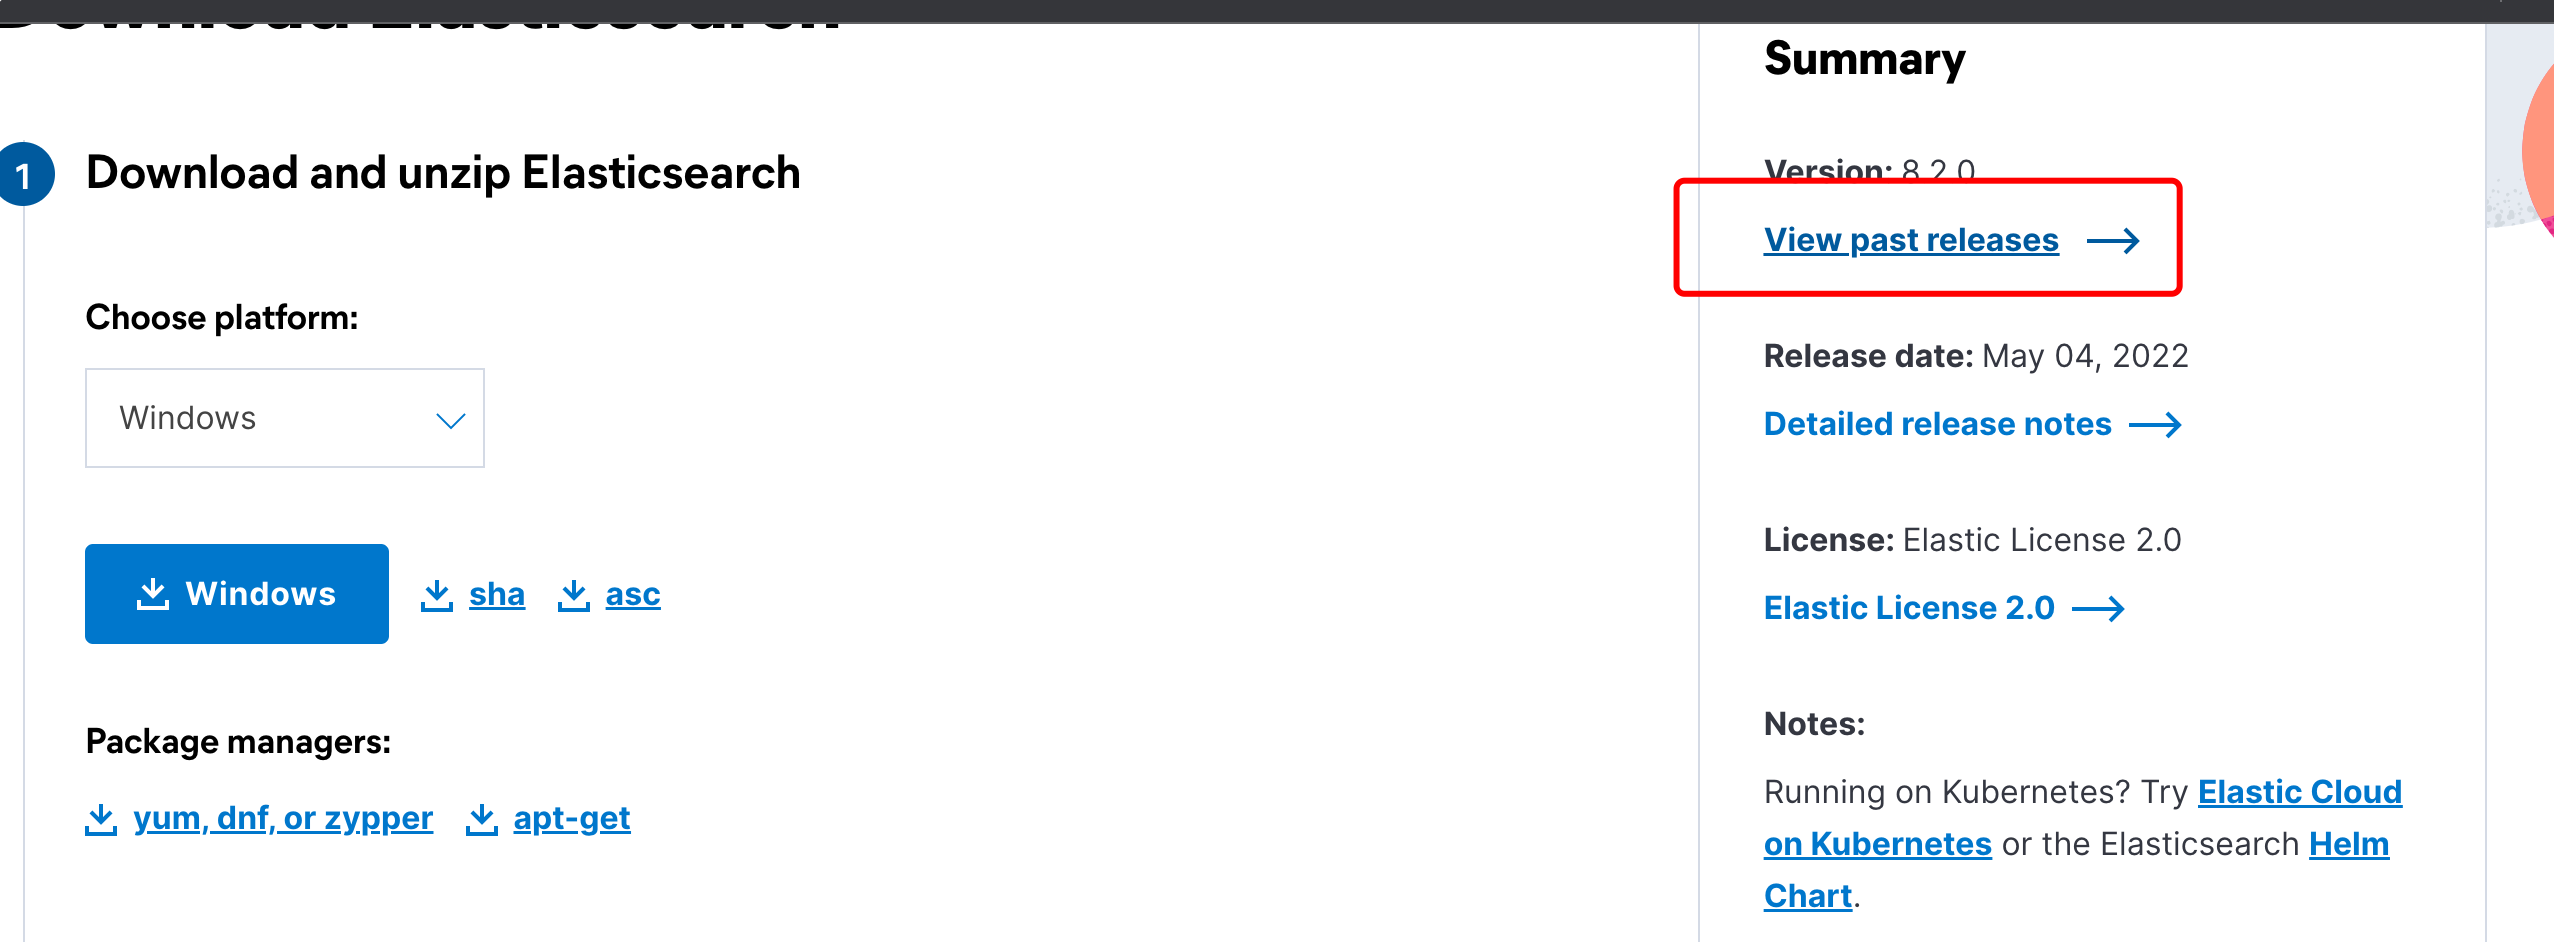 Download Elasticsearch
1
Download and unzip Elasticsearch
Choose platform:
Windows
Windows
sha
asc
Package managers:
yum, dnf, or zypper
apt-get
Summary
Version: 8.2.0
View past releases
Release date: May 04, 2022
Detailed release notes
License: Elastic License 2.0
Elastic License 2.0
Notes:
Running on Kubernetes? Try Elastic Cloud
on Kubernetes or the Elasticsearch Helm
Chart.